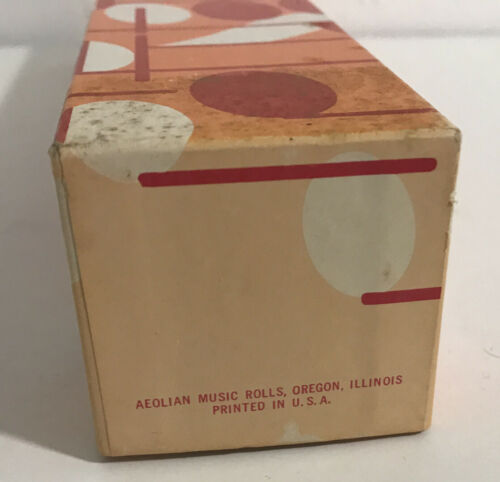 AEOLIAN MUSIC ROLLS, OREGON, ILLINOIS
PRINTED IN U.S.A.